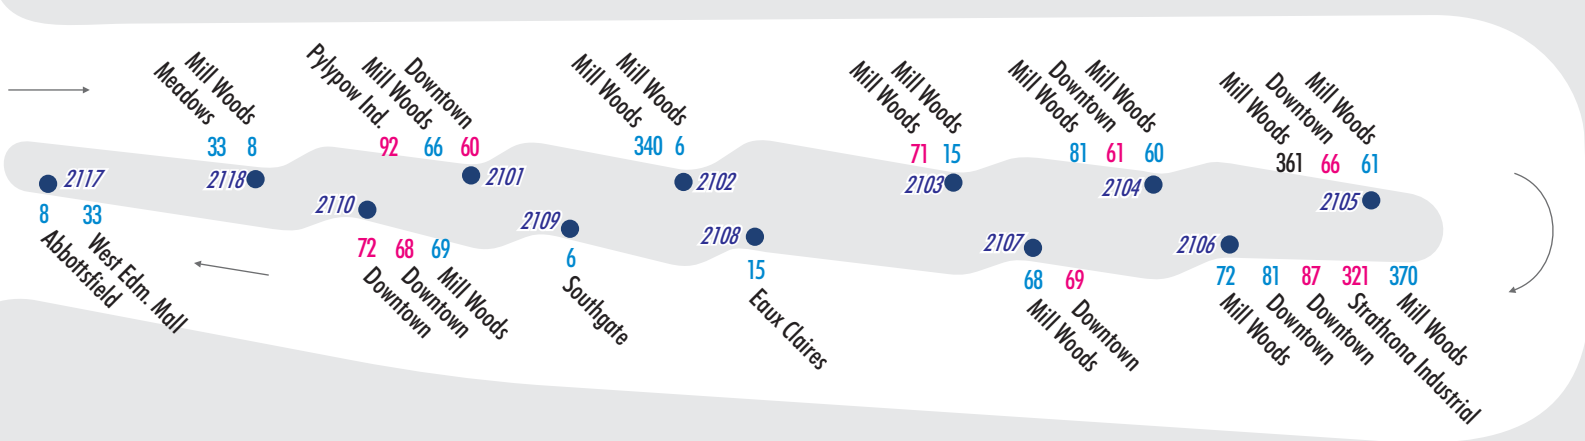 Meadows
Mill Woods
33 8
2118
Pylypow Ind.
Mill Woods
Downtown
92 66 60
2101
Mill Woods
Mill Woods
340 6
2102
Mill Woods
Mill Woods
71 15
2103
Mill Woods
Downtown
Mill Woods
81 61 60
2104
Mill Woods
Downtown
Mill Woods
361 66 61
2105
2117
8 33
Abbottsfield
West Edm. Mall
2110
72 68 69
Downtown
Downtown
Mill Woods
2109
6
Southgate
2108
15
Eaux Claires
2107
68 69
Mill Woods
Downtown
2106
72 81 87 321 370
Mill Woods
Downtown
Downtown
Strathcona Industrial
Mill Woods